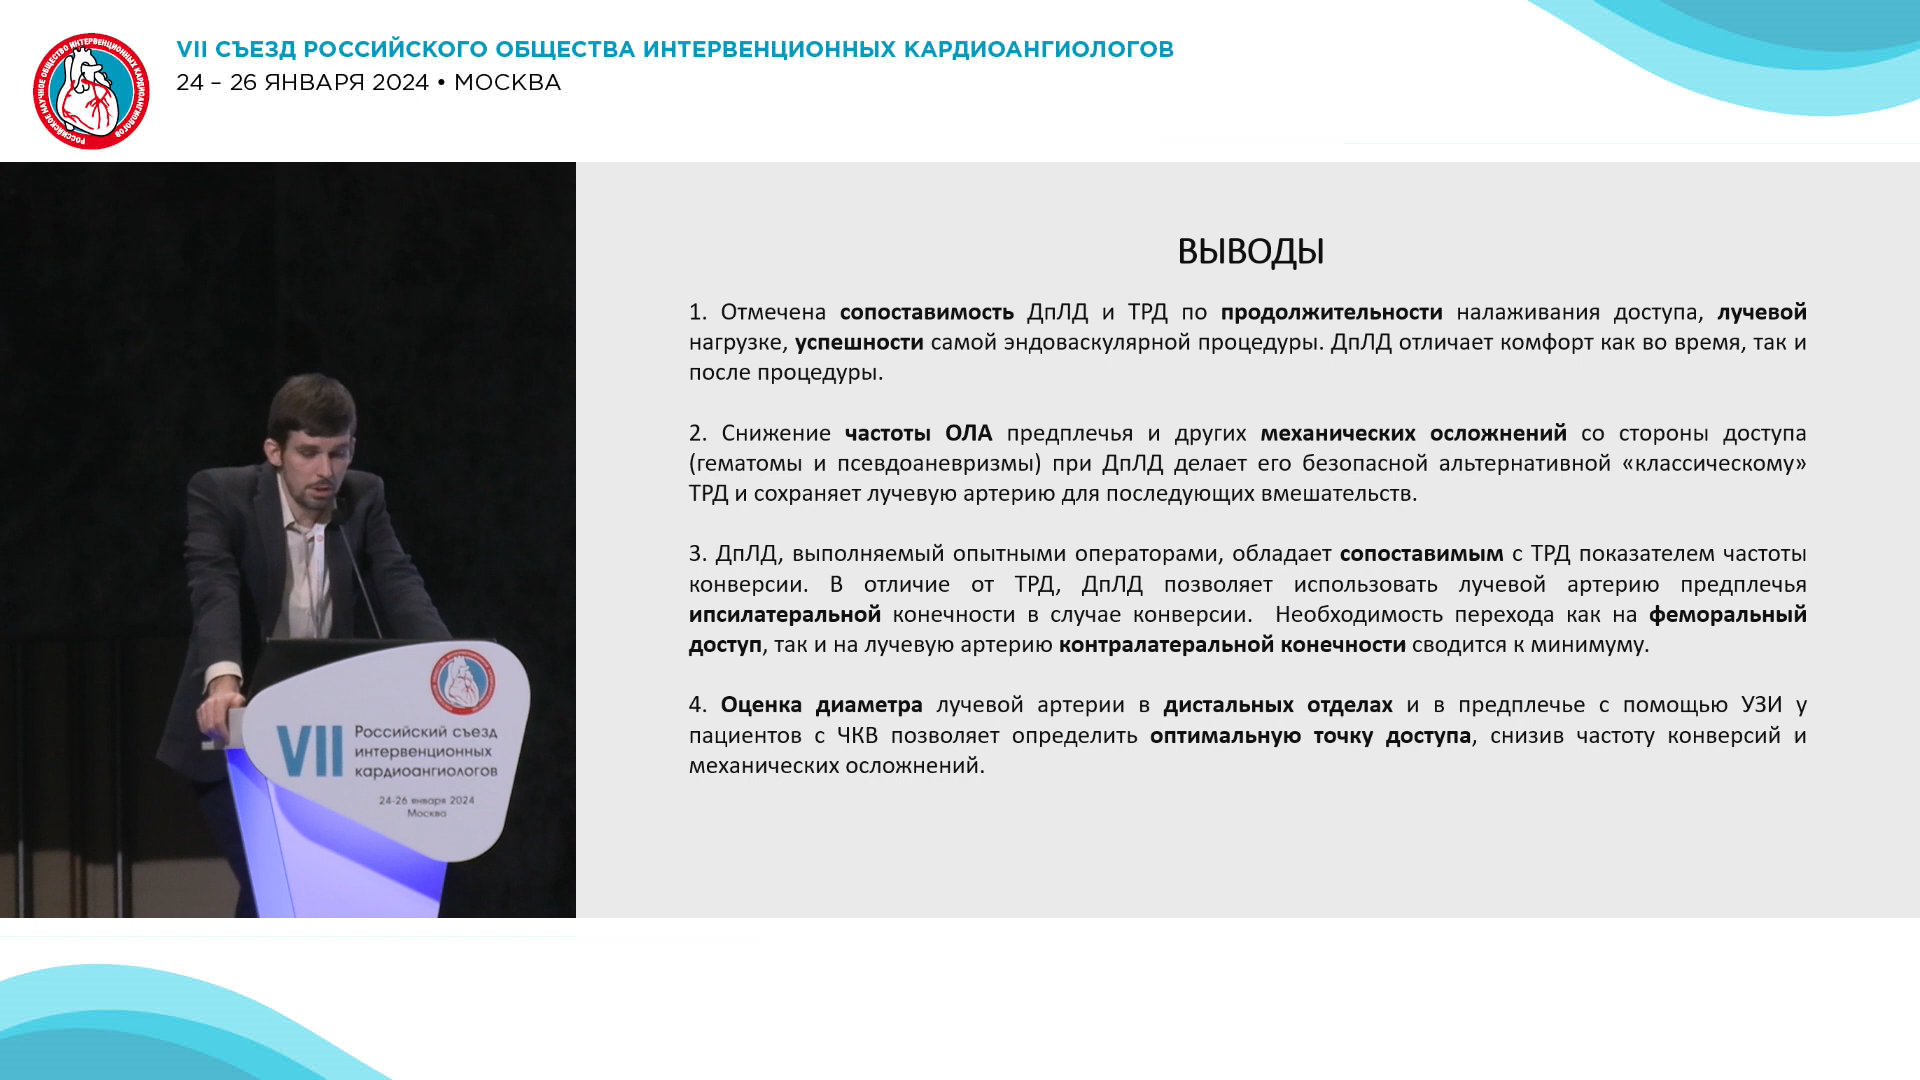 VII СЪЕЗД РОССИЙСКОГО ОБЩЕСТВА ИНТЕРВЕНЦИОННЫХ КАРДИОАНГИОЛОГОВ
24 – 26 ЯНВАРЯ 2024 • МОСКВА
РОССИЙСКОЕ НАУЧНОЕ ОБЩЕСТВО ИНТЕРВЕНЦИОННЫХ КАРДИОАНГИОЛОГОВ
ВЫВОДЫ
1. Отмечена сопоставимость ДпЛД и ТРД по продолжительности налаживания доступа, лучевой
нагрузке, успешности самой эндоваскулярной процедуры. ДпЛД отличает комфорт как во время, так и
после процедуры.
2. Снижение частоты ОЛА предплечья и других механических осложнений со стороны доступа
(гематомы и псевдоаневризмы) при ДпЛД делает его безопасной альтернативной «классическому»
ТРД и сохраняет лучевую артерию для последующих вмешательств.
3. ДпЛД, выполняемый опытными операторами, обладает сопоставимым с ТРД показателем частоты
конверсии. В отличие от ТРД, ДпЛД позволяет использовать лучевой артерию предплечья
ипсилатеральной конечности в случае конверсии. Необходимость перехода как на феморальный
доступ, так и на лучевую артерию контралатеральной конечности сводится к минимуму.
4. Оценка диаметра лучевой артерии в дистальных отделах и в предплечье с помощью УЗИ у
пациентов с ЧКВ позволяет определить оптимальную точку доступа, снизив частоту конверсий и
механических осложнений.
VII
Российский съезд
интервенционных
кардиоангиологов
24-26 января 2024
Москва